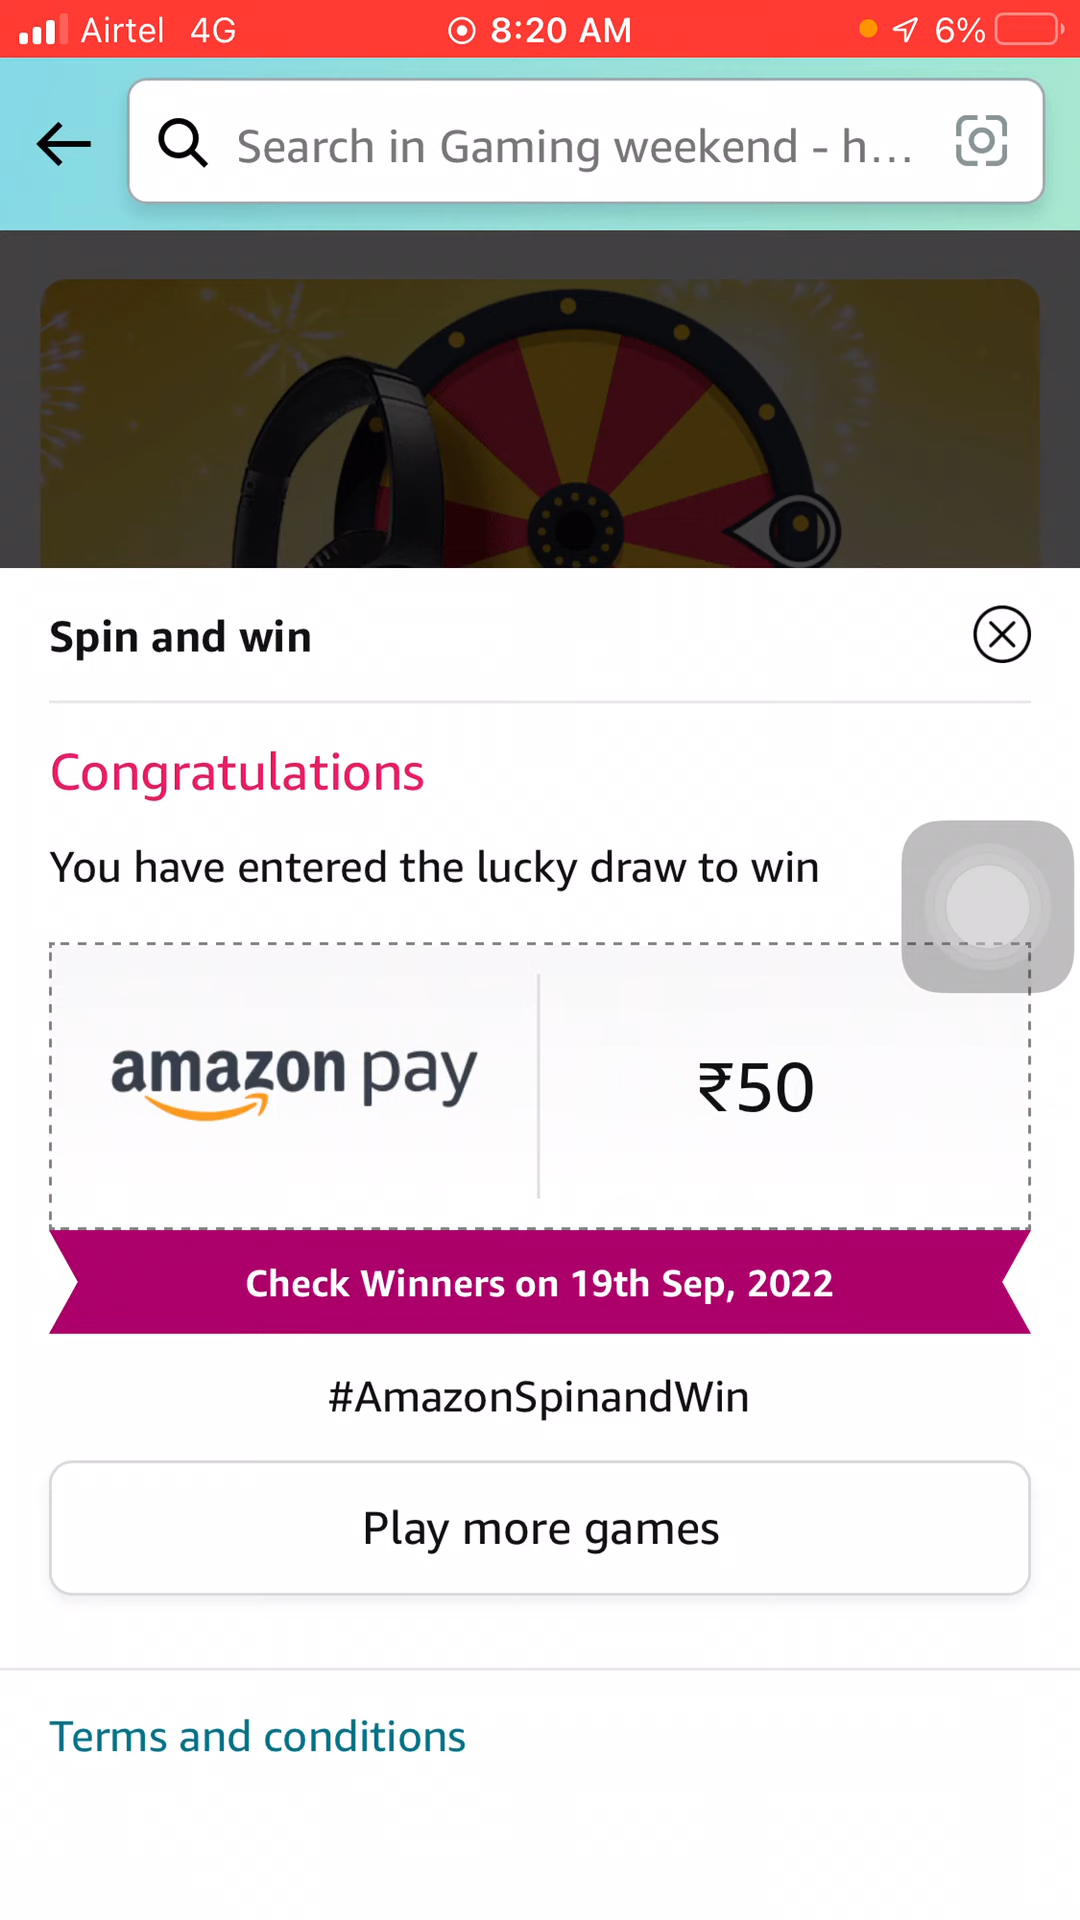 Airtel 4G 8:20 AM 6%
Search in Gaming weekend - h...
Spin and win
Congratulations
You have entered the lucky draw to win
amazon pay ₹50
Check Winners on 19th Sep, 2022
#AmazonSpinandWin
Play more games
Terms and conditions